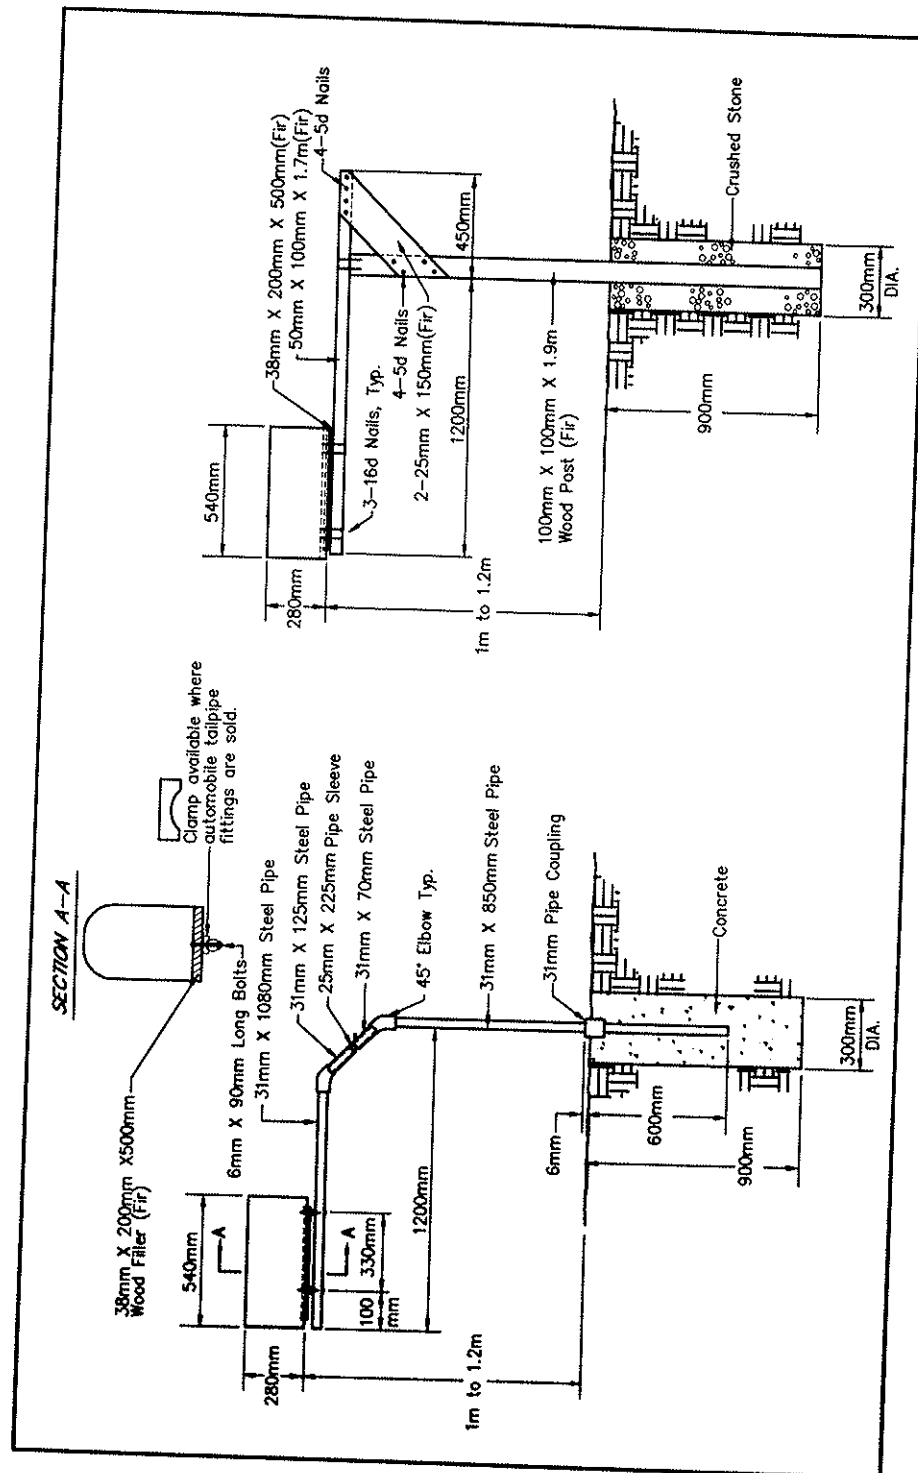 38mm X 200mm X500mm
Wood Filler (Fir)
SECTION A-A
Clamp available where
automobile tailpipe
fittings are sold.
6mm X 90mm Long Bolts
31mm X 1080mm Steel Pipe
31mm X 125mm Steel Pipe
25mm X 225mm Pipe Sleeve
31mm X 70mm Steel Pipe
45° Elbow Typ.
31mm X 850mm Steel Pipe
31mm Pipe Coupling
Concrete
540mm
280mm
A
A
330mm
100
mm
1200mm
1m to 1.2m
6mm
600mm
900mm
300mm
DIA.
540mm
280mm
38mm X 200mm X 500mm(Fir)
50mm X 100mm X 1.7m(Fir)
4-5d Nails
3-16d Nails, Typ.
4-5d Nails
2-25mm X 150mm(Fir)
1200mm
450mm
100mm X 100mm X 1.9m
Wood Post (Fir)
1m to 1.2m
Crushed Stone
900mm
300mm
DIA.